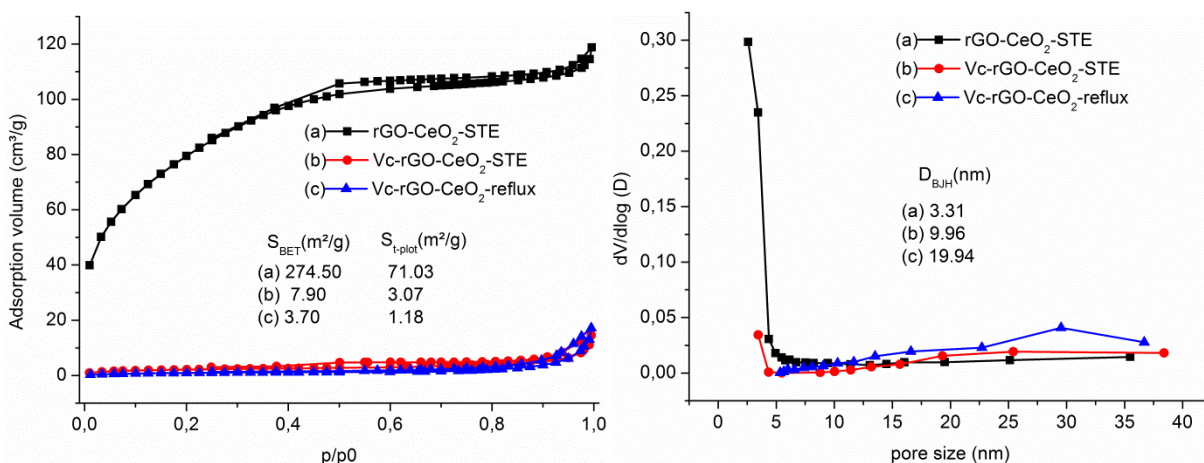 120
100
80
60
40
20
0
Adsorption volume (cm³/g)
(a) rGO-CeO₂-STE
(b) Vc-rGO-CeO₂-STE
(c) Vc-rGO-CeO₂-reflux
S_BET(m²/g) S_t-plot(m²/g)
(a) 274.50 71.03
(b) 7.90 3.07
(c) 3.70 1.18
0,0 0,2 0,4 0,6 0,8 1,0
p/p0
0,30
0,25
0,20
0,15
0,10
0,05
0,00
dV/dlog (D)
(a) rGO-CeO₂-STE
(b) Vc-rGO-CeO₂-STE
(c) Vc-rGO-CeO₂-reflux
D_BJH(nm)
(a) 3.31
(b) 9.96
(c) 19.94
0 5 10 15 20 25 30 35 40
pore size (nm)